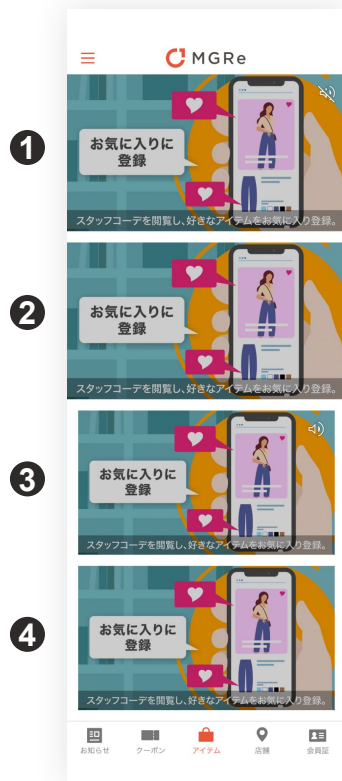 MGRe
1
お気に入りに
登録
スタッフコーデを閲覧し、好きなアイテムをお気に入り登録。
2
お気に入りに
登録
スタッフコーデを閲覧し、好きなアイテムをお気に入り登録。
3
お気に入りに
登録
スタッフコーデを閲覧し、好きなアイテムをお気に入り登録。
4
お気に入りに
登録
スタッフコーデを閲覧し、好きなアイテムをお気に入り登録。
お知らせ クーポン アイテム 店舗 会員証